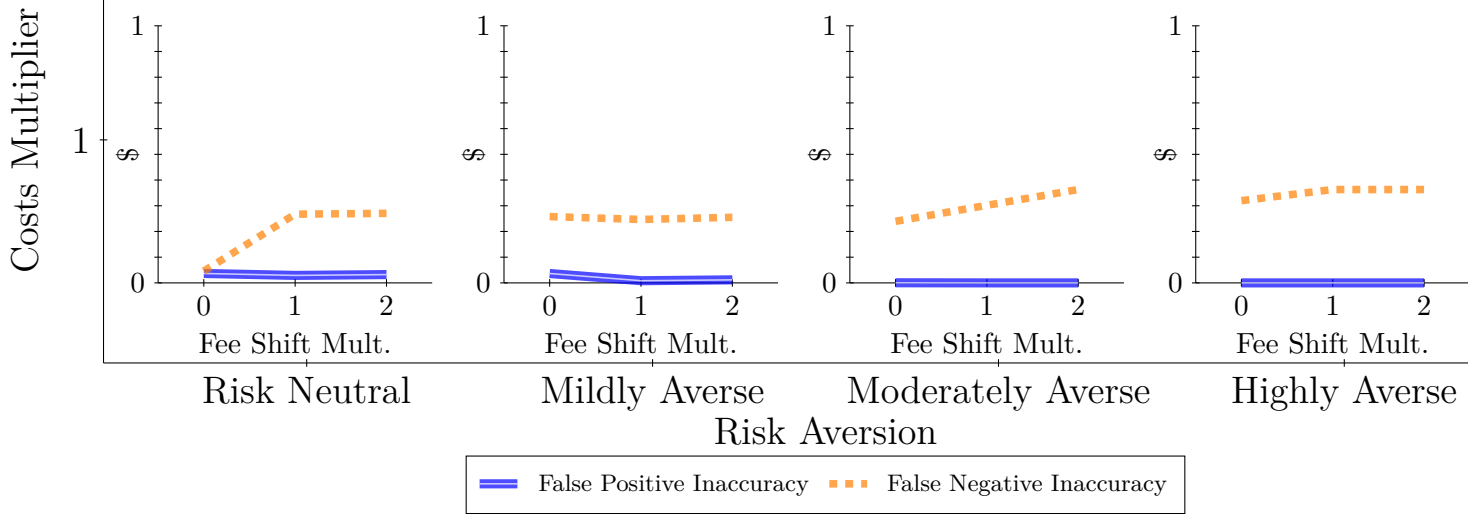 Costs Multiplier
1
1
$
0
0 1 2
Fee Shift Mult.
1
$
0
0 1 2
Fee Shift Mult.
1
$
0
0 1 2
Fee Shift Mult.
1
$
0
0 1 2
Fee Shift Mult.
Risk Neutral
Mildly Averse
Moderately Averse
Highly Averse
Risk Aversion
False Positive Inaccuracy
False Negative Inaccuracy